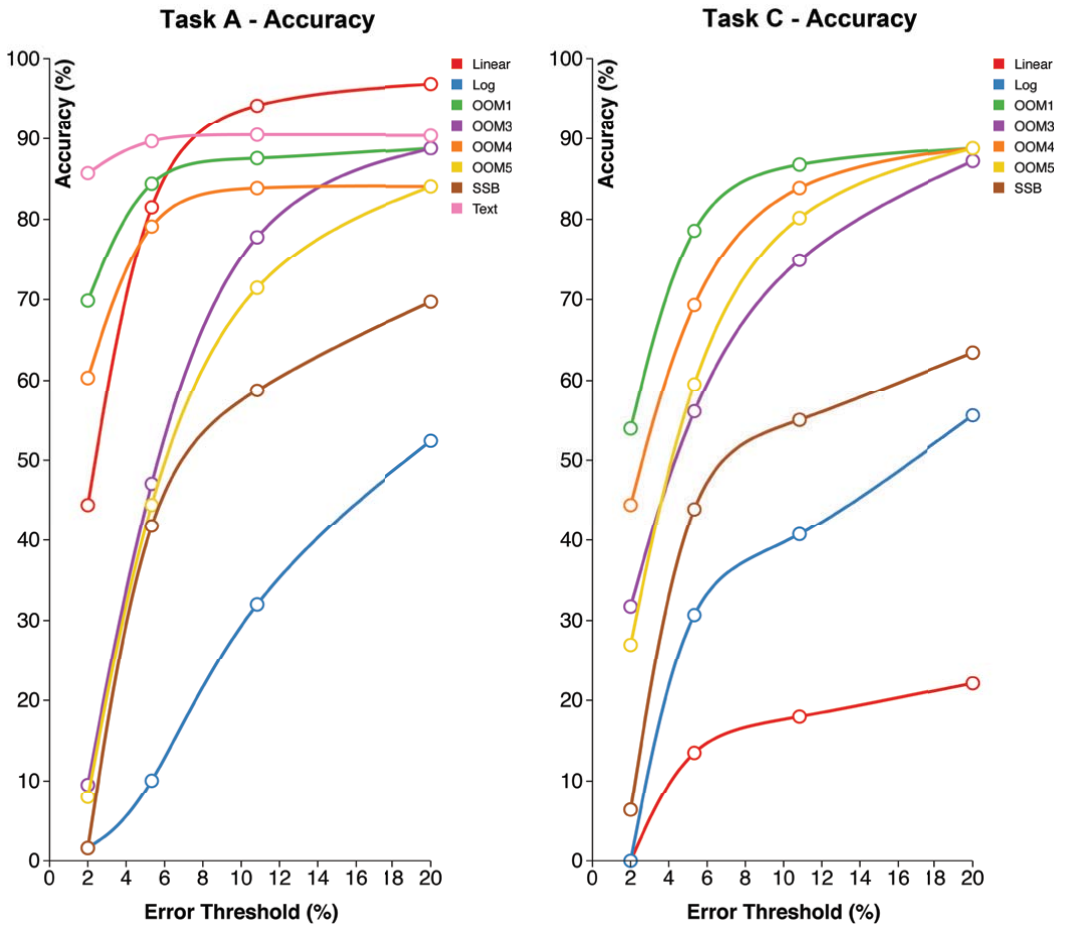 Task A - Accuracy
Accuracy (%)
100
90
80
70
60
50
40
30
20
10
0
0 2 4 6 8 10 12 14 16 18 20
Error Threshold (%)
Linear
Log
OOM1
OOM3
OOM4
OOM5
SSB
Text
Task C - Accuracy
Accuracy (%)
100
90
80
70
60
50
40
30
20
10
0
0 2 4 6 8 10 12 14 16 18 20
Error Threshold (%)
Linear
Log
OOM1
OOM3
OOM4
OOM5
SSB